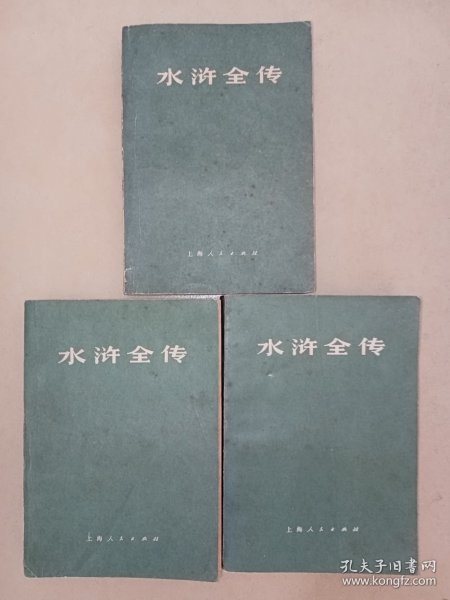 水浒全传
上海人民出版社
水浒全传
上海人民出版社
水浒全传
上海人民出版社
孔夫子旧书网
www.kongfz.com